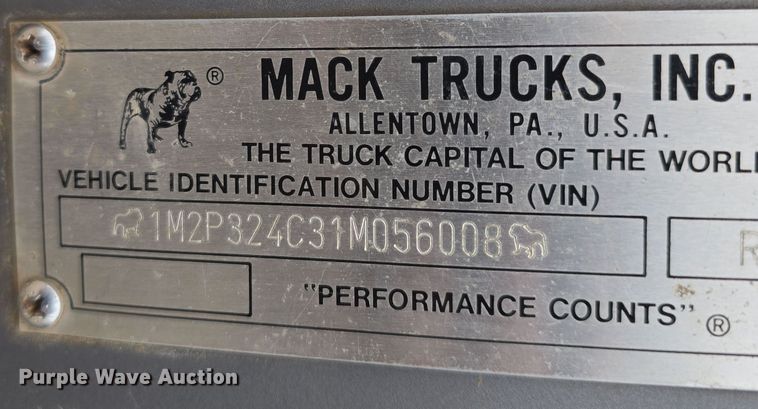 ®
MACK TRUCKS, INC.
ALLENTOWN, PA., U.S.A.
THE TRUCK CAPITAL OF THE WORL
VEHICLE IDENTIFICATION NUMBER (VIN)
1M2P324C31M056008
R
"PERFORMANCE COUNTS" ®
Purple Wave Auction